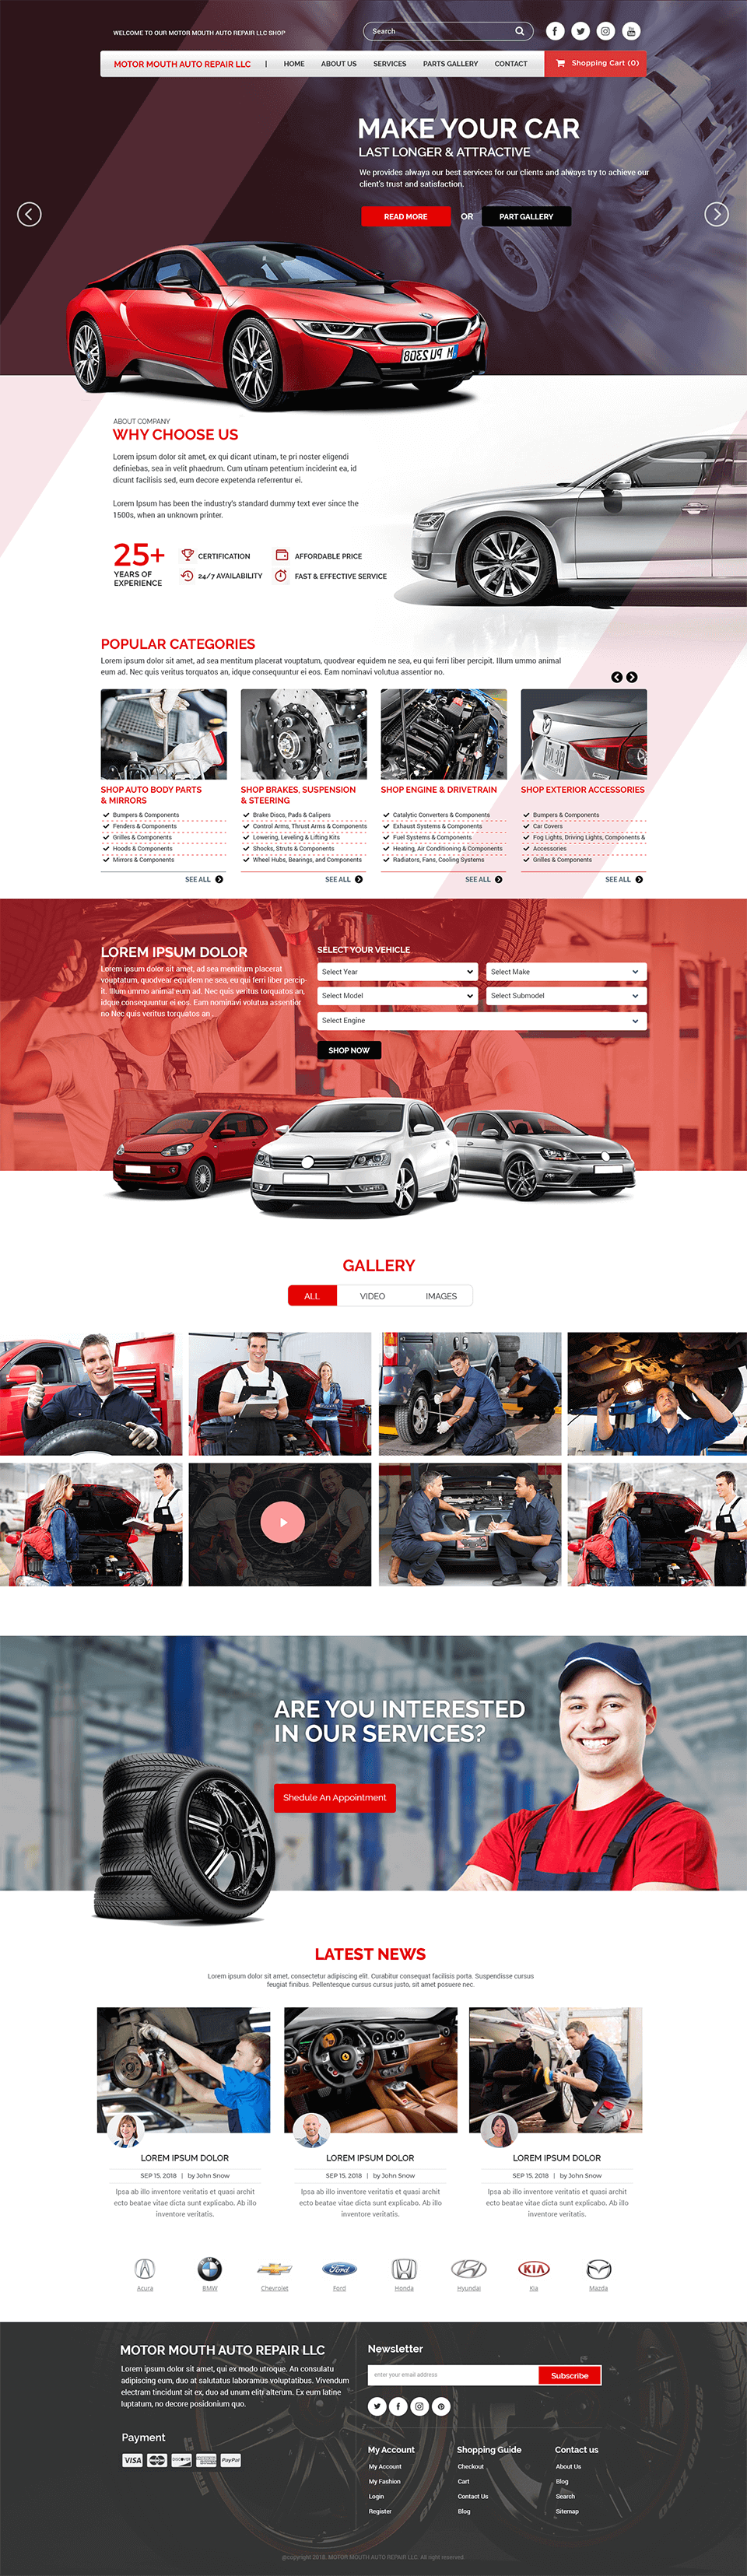 WELCOME TO OUR MOTOR MOUTH AUTO REPAIR LLC SHOP
Search
MOTOR MOUTH AUTO REPAIR LLC | HOME ABOUT US SERVICES PARTS GALLERY CONTACT Shopping Cart (0)
MAKE YOUR CAR
LAST LONGER & ATTRACTIVE
We provides alwaya our best services for our clients and always try to achieve our
client's trust and satisfaction.
READ MORE OR PART GALLERY
ABOUT COMPANY
WHY CHOOSE US
Lorem ipsum dolor sit amet, ex qui dicant utinam, te pri noster eligendi
definiebas, sea in velit phaedrum. Cum utinam petentium inciderint ea, id
dicunt facilisis sed, eum decore expetenda referrentur ei.
Lorem Ipsum has been the industry's standard dummy text ever since the
1500s, when an unknown printer.
25+
YEARS OF
EXPERIENCE
CERTIFICATION AFFORDABLE PRICE
24/7 AVAILABILITY FAST & EFFECTIVE SERVICE
POPULAR CATEGORIES
Lorem ipsum dolor sit amet, ad sea mentitum placerat vouptatum, quodvear equidem ne sea, eu qui ferri liber percipit. Illum ummo animal
eum ad. Nec quis veritus torquatos an, idque consequuntur ei eos. Eam nominavi volutua assentior no.
SHOP AUTO BODY PARTS
& MIRRORS
Bumpers & Components
Fenders & Components
Grilles & Components
Hoods & Components
Mirrors & Components
SEE ALL
SHOP BRAKES, SUSPENSION
& STEERING
Brake Discs, Pads & Calipers
Control Arms, Thrust Arms & Components
Lowering, Leveling & Lifting Kits
Shocks, Struts & Components
Wheel Hubs, Bearings, and Components
SEE ALL
SHOP ENGINE & DRIVETRAIN
Catalytic Converters & Components
Exhaust Systems & Components
Fuel Systems & Components
Heating, Air Conditioning & Components
Radiators, Fans, Cooling Systems
SEE ALL
SHOP EXTERIOR ACCESSORIES
Bumpers & Components
Car Covers
Fog Lights, Driving Lights, Components &
Accessories
Grilles & Components
SEE ALL
LOREM IPSUM DOLOR
Lorem ipsum dolor sit amet, ad sea mentitum placerat
vouptatum, quodvear equidem ne sea, eu qui ferri liber percip-
it. Illum ummo animal eum ad. Nec quis veritus torquatos an,
idque consequuntur ei eos. Eam nominavi volutua assentior
no Nec quis veritus torquatos an .
SELECT YOUR VEHICLE
Select Year Select Make
Select Model Select Submodel
Select Engine
SHOP NOW
GALLERY
ALL VIDEO IMAGES
ARE YOU INTERESTED
IN OUR SERVICES?
Shedule An Appointment
LATEST NEWS
Lorem ipsum dolor sit amet, consectetur adipiscing elit. Curabitur consequat facilisis porta. Suspendisse cursus
feugiat finibus. Pellentesque cursus cursus justo, sit amet posuere nec.
LOREM IPSUM DOLOR
SEP 15, 2018 | by John Snow
Ipsa ab illo inventore veritatis et quasi archit
ecto beatae vitae dicta sunt explicabo. Ab illo
inventore veritatis.
LOREM IPSUM DOLOR
SEP 15, 2018 | by John Snow
Ipsa ab illo inventore veritatis et quasi archit
ecto beatae vitae dicta sunt explicabo. Ab illo
inventore veritatis.
LOREM IPSUM DOLOR
SEP 15, 2018 | by John Snow
Ipsa ab illo inventore veritatis et quasi archit
ecto beatae vitae dicta sunt explicabo. Ab illo
inventore veritatis.
Ford KIA
Acura BMW Chevrolet Ford Honda Hyundai Kia Mazda
MOTOR MOUTH AUTO REPAIR LLC
Lorem ipsum dolor sit amet, qui ex modo utroque. An consulatu
adipiscing eum, duo at salutatus laboramus voluptatibus. Vivendum
electram tincidunt sit ex, duo ad unum elitr alterum. Ex eum latine
luptatum, no decore posidonium quo.
Payment
VISA DISCOVER PayPal
Newsletter
enter your email address Subscribe
My Account
My Account
My Fashion
Login
Register
Shopping Guide
Checkout
Cart
Contact Us
Blog
Contact us
About Us
Blog
Search
Sitemap
@copyright 2018. MOTOR MOUTH AUTO REPAIR LLC. All right reserved